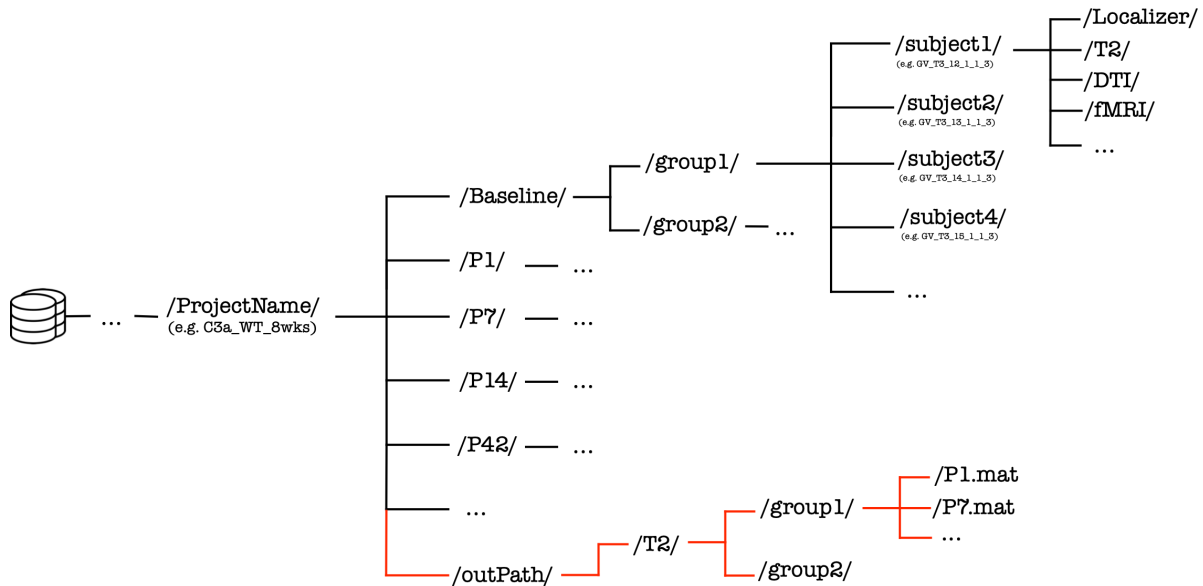 /Localizer/
/subject1/
(e.g. GV_T3_12_1_1_3)
/T2/
/DTI/
/subject2/
(e.g. GV_T3_13_1_1_3)
/fMRI/
...
/group1/
/subject3/
(e.g. GV_T3_14_1_1_3)
/Baseline/
/group2/
...
/subject4/
(e.g. GV_T3_15_1_1_3)
/P1/
...
...
...
/ProjectName/
(e.g. C3a_WT_8wks)
/P7/
...
/P14/
...
/P42/
...
/P1.mat
...
/group1/
/P7.mat
...
/T2/
/outPath/
/group2/